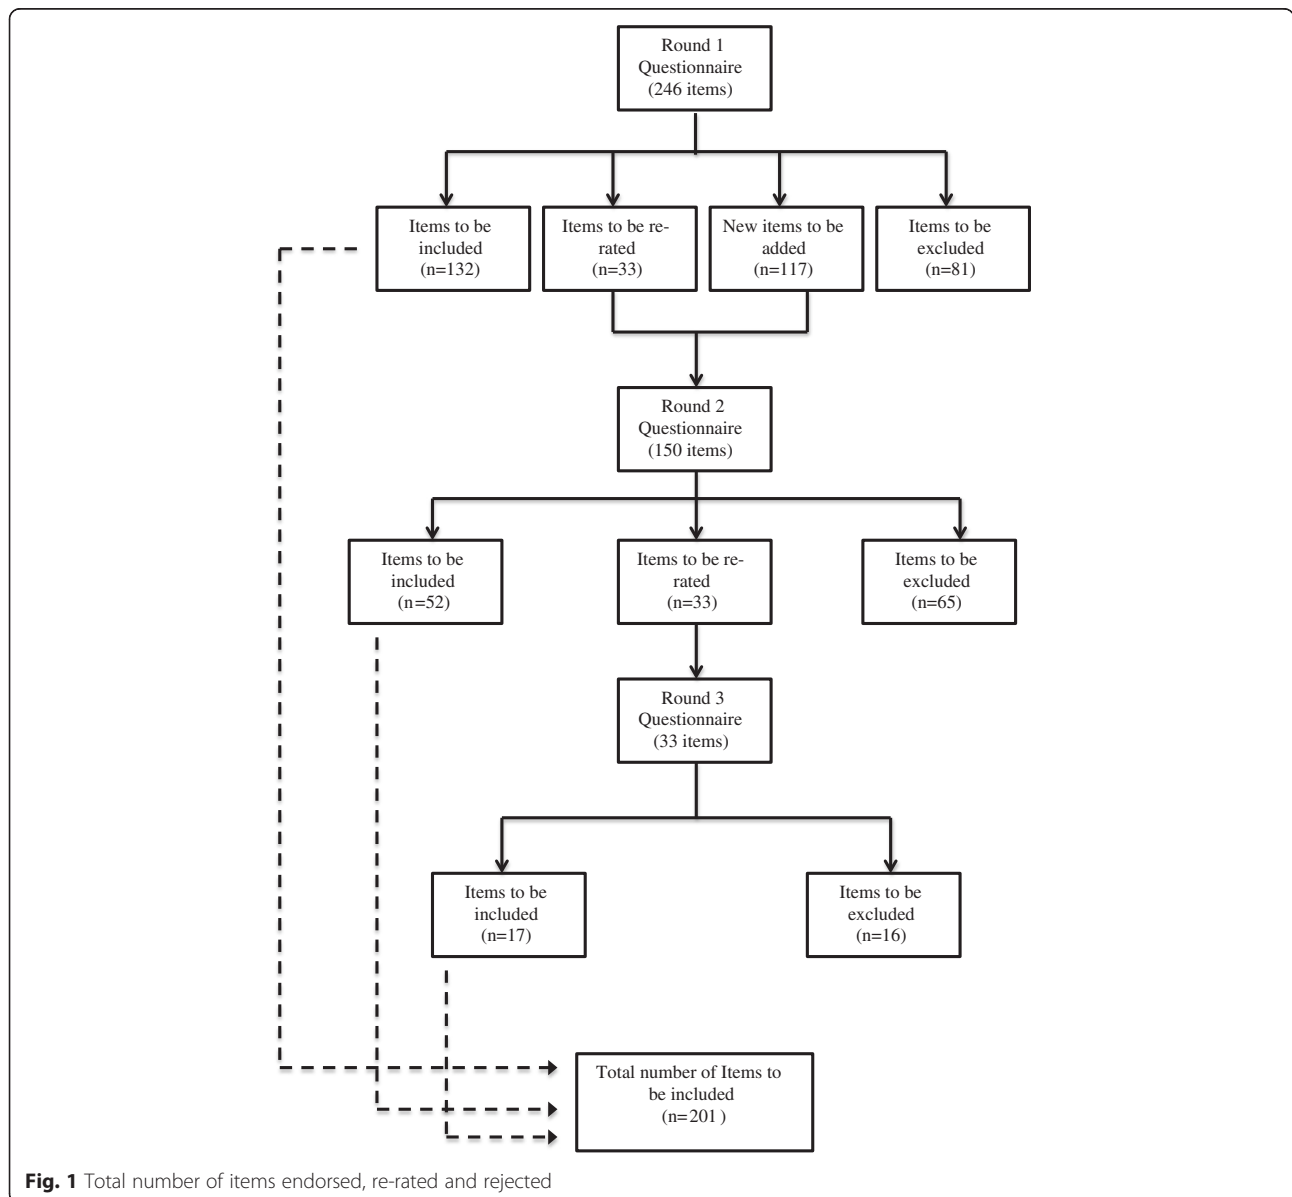 Round 1
Questionnaire
(246 items)
Items to be
included
(n=132)
Items to be re-
rated
(n=33)
New items to be
added
(n=117)
Items to be
excluded
(n=81)
Round 2
Questionnaire
(150 items)
Items to be
included
(n=52)
Items to be re-
rated
(n=33)
Items to be
excluded
(n=65)
Round 3
Questionnaire
(33 items)
Items to be
included
(n=17)
Items to be
excluded
(n=16)
Total number of Items to
be included
(n=201)
Fig. 1 Total number of items endorsed, re-rated and rejected